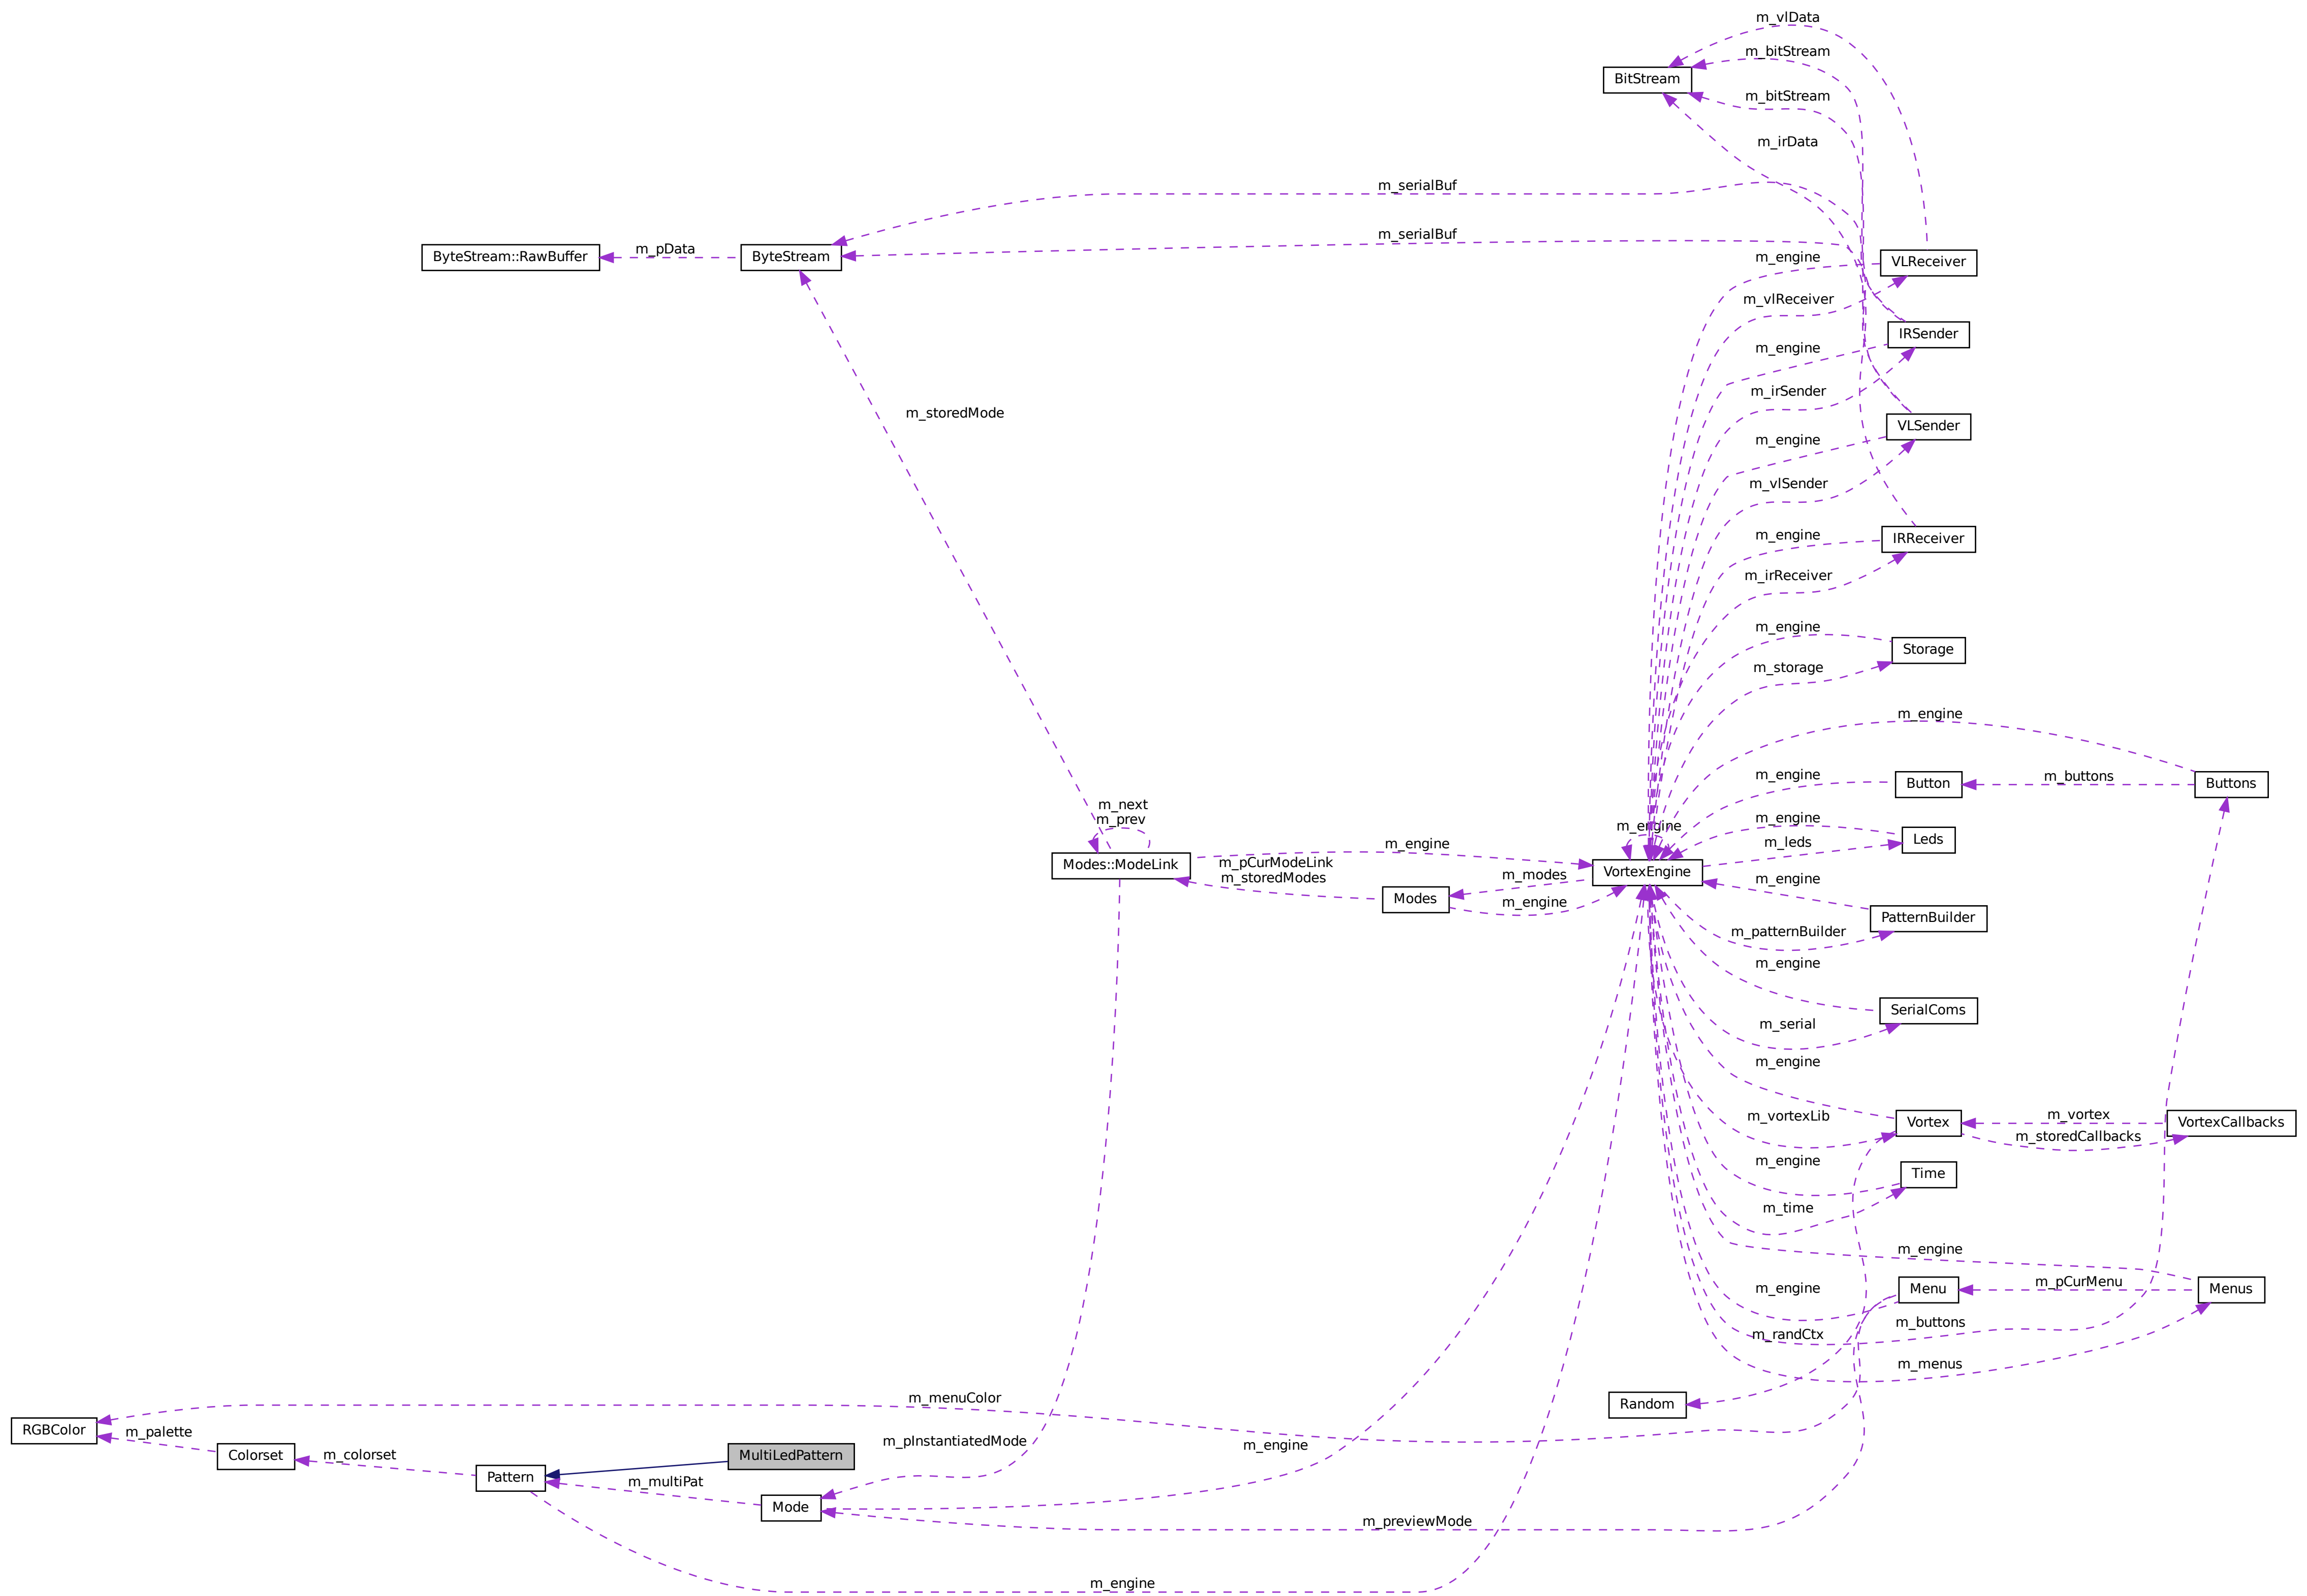 m_vlData
m_bitStream
BitStream
m_bitStream
m_irData
m_serialBuf
m_serialBuf
ByteStream::RawBuffer
m_pData
ByteStream
m_engine
VLReceiver
m_vlReceiver
IRSender
m_engine
m_irSender
m_storedMode
VLSender
m_engine
m_vlSender
m_engine
IRReceiver
m_irReceiver
m_engine
Storage
m_storage
m_engine
m_engine
Button
m_buttons
Buttons
m_next
m_prev
m_engine
m_engine
Leds
m_leds
m_engine
Modes::ModeLink
m_pCurModeLink
m_storedModes
m_modes
VortexEngine
m_engine
Modes
m_engine
PatternBuilder
m_patternBuilder
m_engine
SerialComs
m_serial
m_engine
m_vortexLib
Vortex
m_vortex
VortexCallbacks
m_storedCallbacks
m_engine
Time
m_time
m_engine
m_engine
Menu
m_pCurMenu
Menus
m_randCtx
m_buttons
m_menus
Random
m_menuColor
RGBColor
m_palette
Colorset
m_colorset
m_pInstantiatedMode
m_engine
MultiLedPattern
Pattern
m_multiPat
Mode
m_previewMode
m_engine